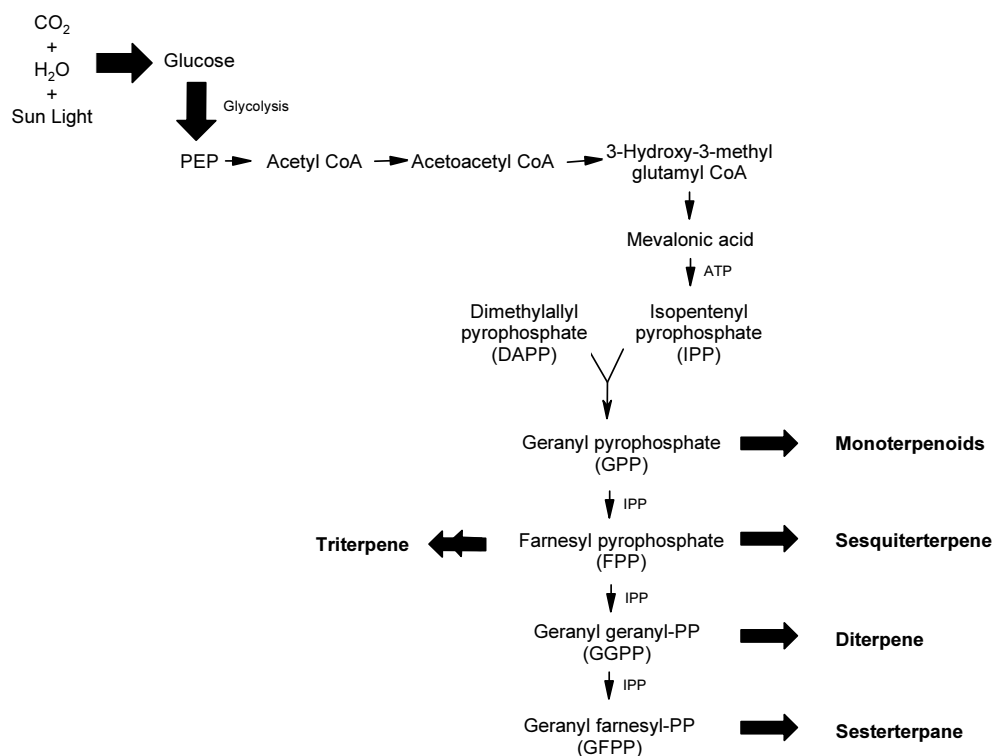 CO2
+
H2O
+
Sun Light
Glucose
Glycolysis
PEP
Acetyl CoA
Acetoacetyl CoA
3-Hydroxy-3-methyl
glutamyl CoA
Mevalonic acid
ATP
Dimethylallyl
pyrophosphate
(DAPP)
Isopentenyl
pyrophosphate
(IPP)
Geranyl pyrophosphate
(GPP)
Monoterpenoids
IPP
Triterpene
Farnesyl pyrophosphate
(FPP)
Sesquiterpene
IPP
Geranyl geranyl-PP
(GGPP)
Diterpene
IPP
Geranyl farnesyl-PP
(GFPP)
Sesterterpane